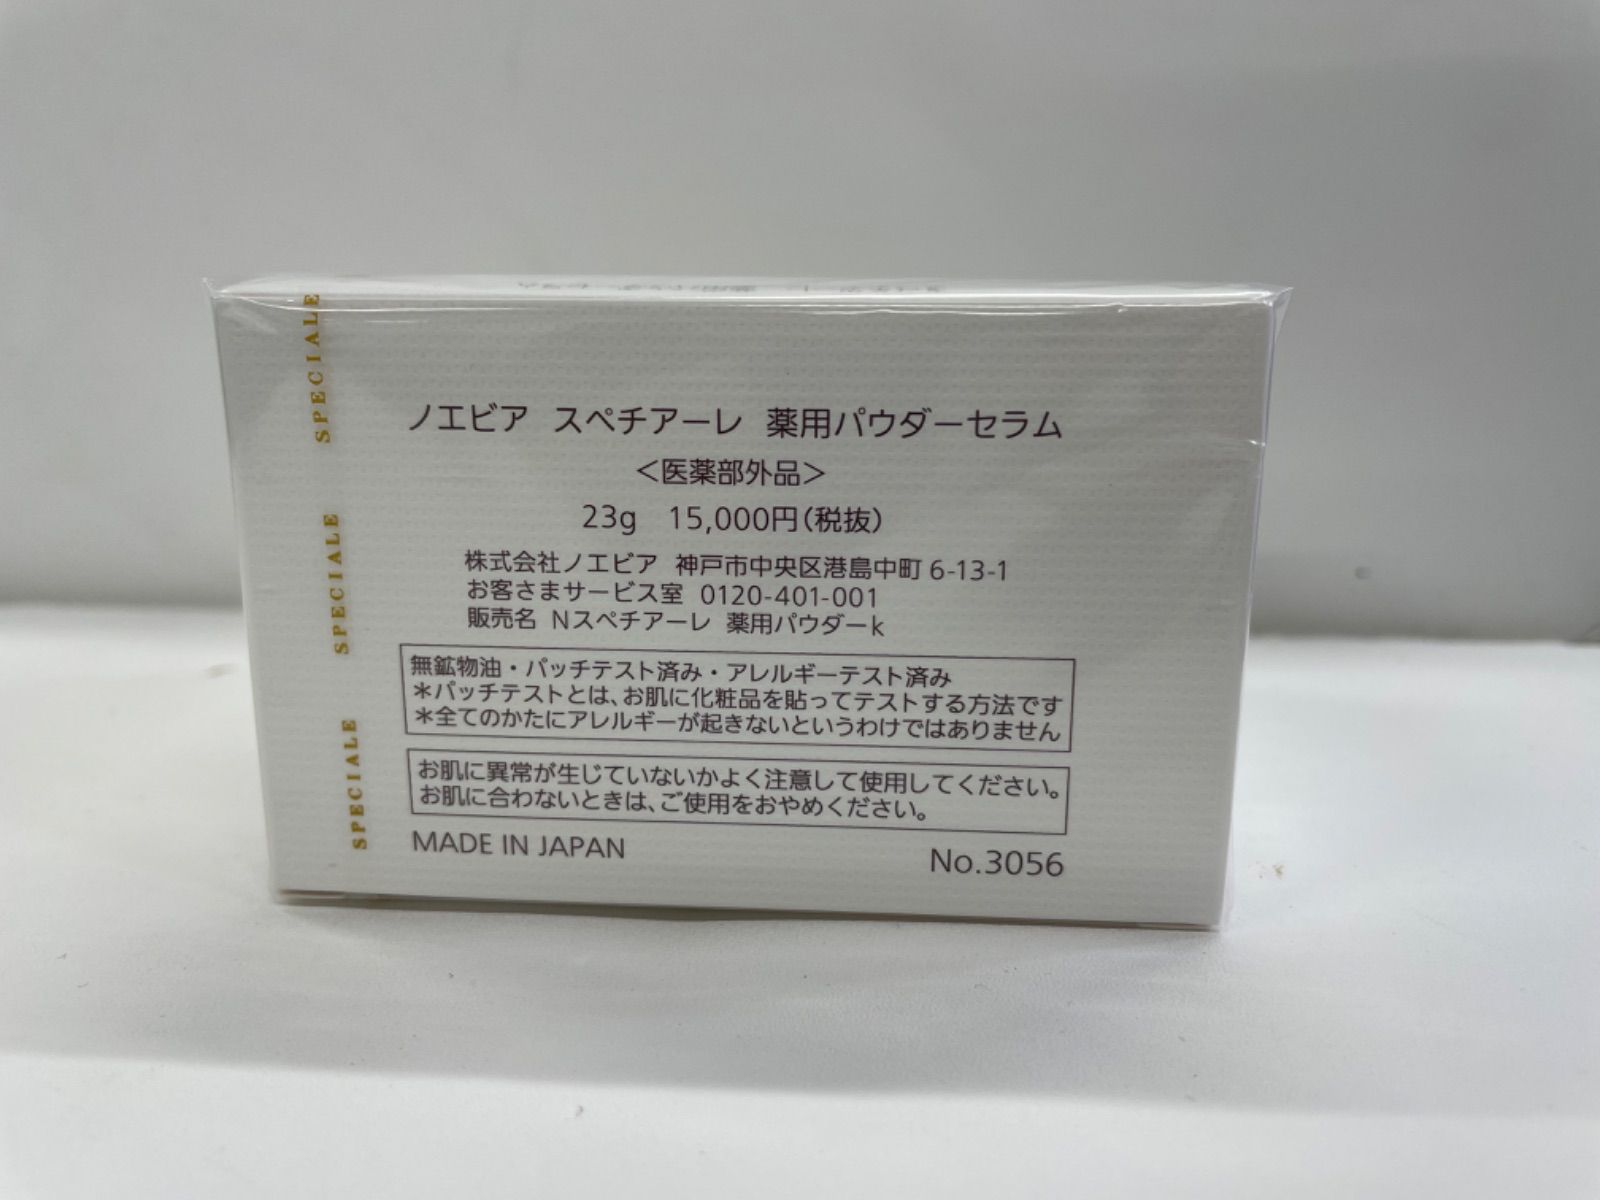 SPECIALE
SPECIALE
SPECIALE
ノエビア スペチアーレ 薬用パウダーセラム
＜医薬部外品＞
23g 15,000円（税抜）
株式会社ノエビア 神戸市中央区港島中町 6-13-1
お客さまサービス室 0120-401-001
販売名 Nスペチアーレ 薬用パウダーk
無鉱物油・パッチテスト済み・アレルギーテスト済み
＊パッチテストとは、お肌に化粧品を貼ってテストする方法です
＊全てのかたにアレルギーが起きないというわけではありません
お肌に異常が生じていないかよく注意して使用してください。
お肌に合わないときは、ご使用をおやめください。
MADE IN JAPAN No.3056